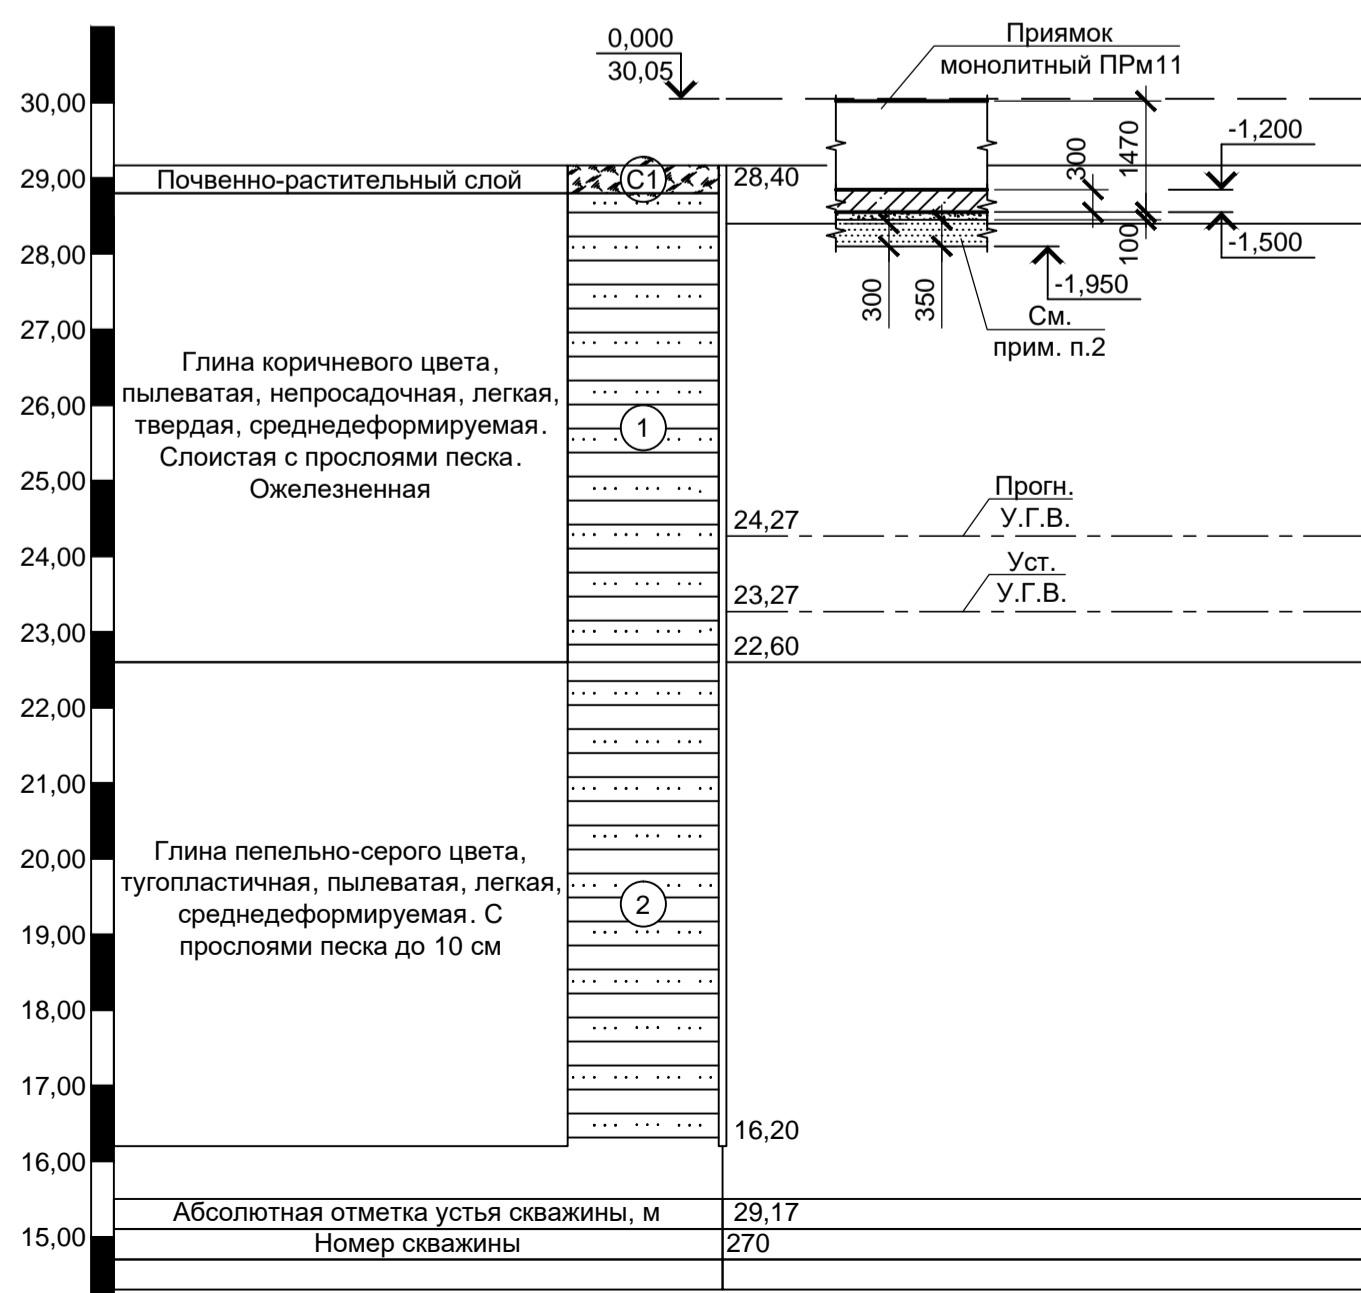 0,000
30,05
Приямок
монолитный ПРм11
30,00
29,00
28,00
27,00
26,00
25,00
24,00
23,00
22,00
21,00
20,00
19,00
18,00
17,00
16,00
15,00
Почвенно-растительный слой
С1
28,40
300
1470
100
-1,200
-1,500
-1,950
300
350
См.
прим. п.2
Глина коричневого цвета,
пылеватая, непросадочная, легкая,
твердая, среднедеформируемая.
Слоистая с прослоями песка.
Ожелезненная
1
24,27
Прогн.
У.Г.В.
23,27
Уст.
У.Г.В.
22,60
Глина пепельно-серого цвета,
тугопластичная, пылеватая, легкая,
среднедеформируемая. С
прослоями песка до 10 см
2
16,20
Абсолютная отметка устья скважины, м
29,17
Номер скважины
270